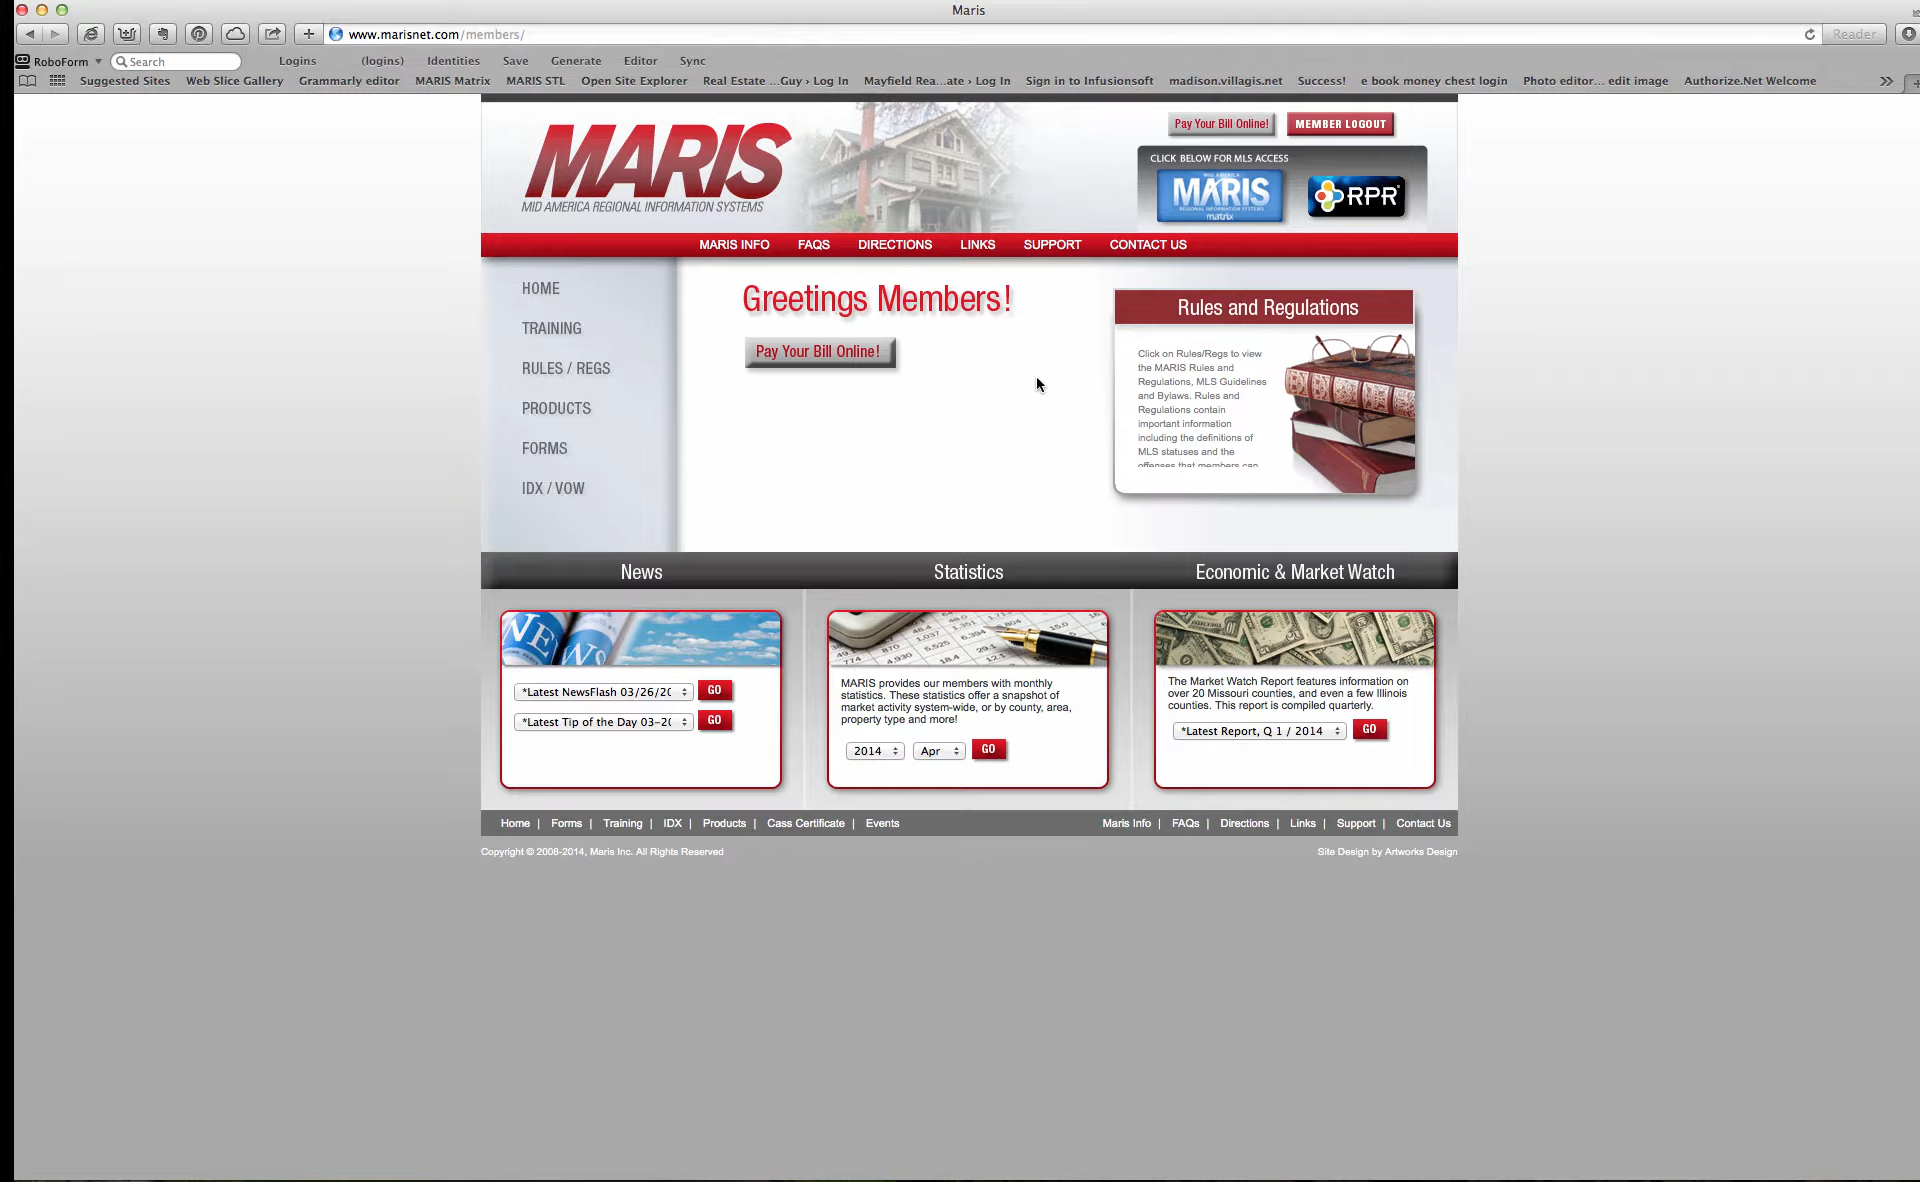 Maris
www.marisnet.com/members/
Reader
RoboForm
Search
Logins
(logins)
Identities
Save
Generate
Editor
Sync
Suggested Sites
Web Slice Gallery
Grammarly editor
MARIS Matrix
MARIS STL
Open Site Explorer
Real Estate ...Guy › Log In
Mayfield Rea...ate › Log In
Sign in to Infusionsoft
madison.villagis.net
Success!
e book money chest login
Photo editor... edit image
Authorize.Net Welcome
MARIS
MID AMERICA REGIONAL INFORMATION SYSTEMS
Pay Your Bill Online!
MEMBER LOGOUT
CLICK BELOW FOR MLS ACCESS
MID AMERICA
MARIS
REGIONAL INFORMATION SYSTEMS
matrix
RPR
MARIS INFO
FAQS
DIRECTIONS
LINKS
SUPPORT
CONTACT US
HOME
TRAINING
RULES / REGS
PRODUCTS
FORMS
IDX / VOW
Greetings Members!
Pay Your Bill Online!
Rules and Regulations
Click on Rules/Regs to view
the MARIS Rules and
Regulations, MLS Guidelines
and Bylaws. Rules and
Regulations contain
important information
including the definitions of
MLS statuses and the
offenses that members can
News
Statistics
Economic & Market Watch
*Latest NewsFlash 03/26/20
GO
*Latest Tip of the Day 03-20
GO
MARIS provides our members with monthly
statistics. These statistics offer a snapshot of
market activity system-wide, or by county, area,
property type and more!
2014
Apr
GO
The Market Watch Report features information on
over 20 Missouri counties, and even a few Illinois
counties. This report is compiled quarterly.
*Latest Report, Q 1 / 2014
GO
Home | Forms | Training | IDX | Products | Cass Certificate | Events
Maris Info | FAQs | Directions | Links | Support | Contact Us
Copyright © 2008-2014, Maris Inc. All Rights Reserved
Site Design by Artworks Design